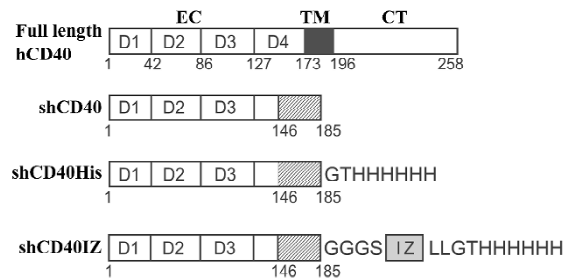 EC TM CT
Full length
hCD40
D1 D2 D3 D4
1 42 86 127 173 196 258
shCD40
D1 D2 D3
1 146 185
shCD40His
D1 D2 D3 GTHHHHHHH
1 146 185
shCD40IZ
D1 D2 D3 GGGS IZ LLGTHHHHHHH
1 146 185